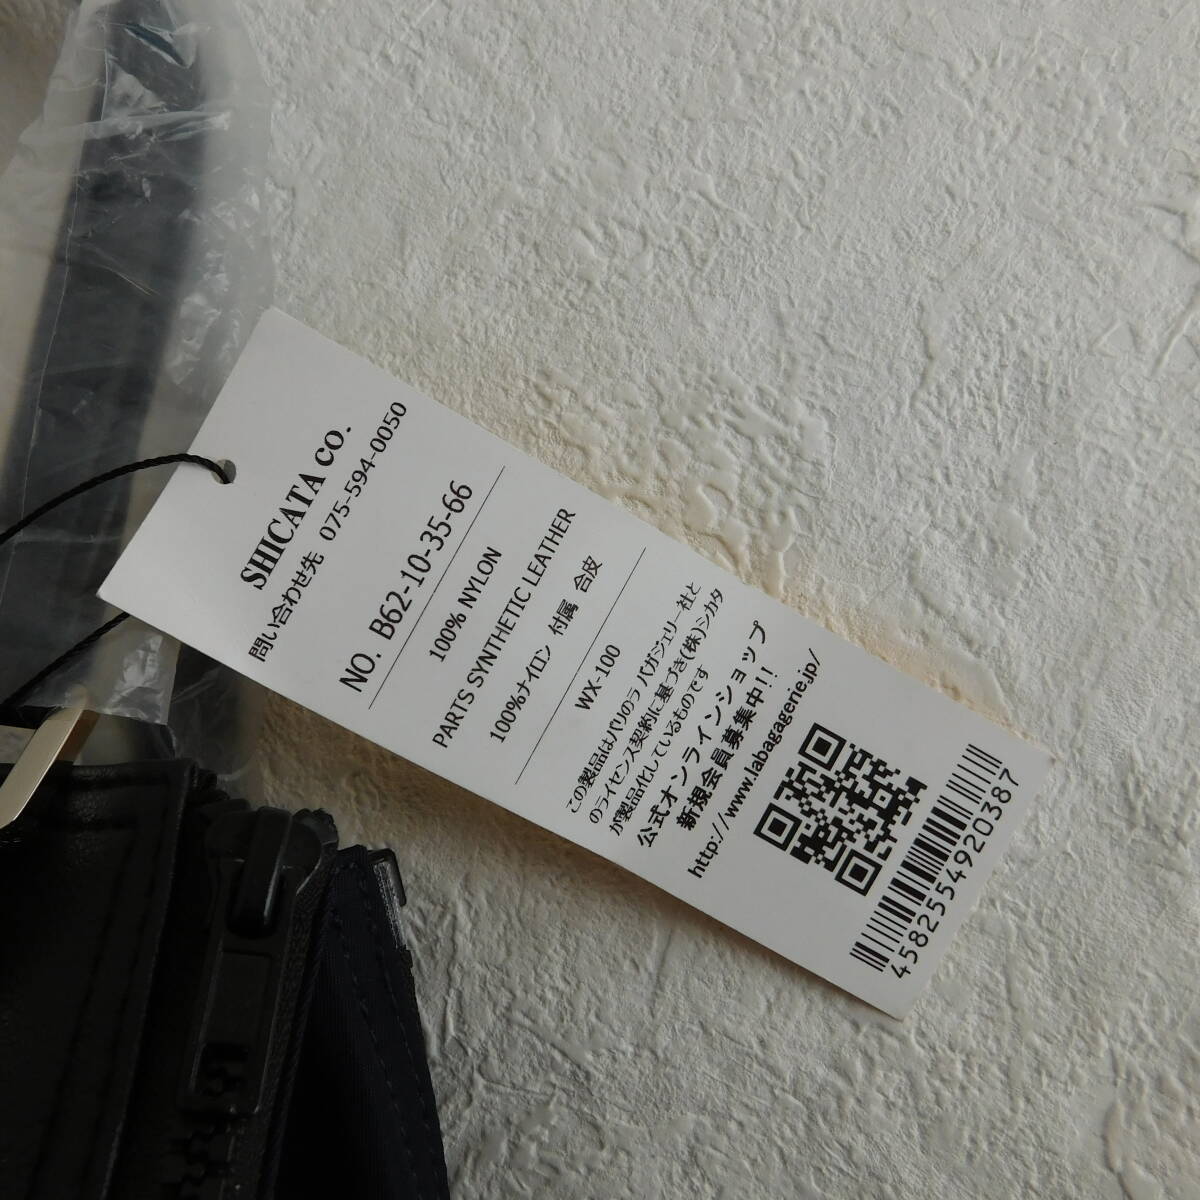 SHICATA CO.
問い合わせ先 075-594-0050
NO. B62-10-35-66
100% NYLON
PARTS SYNTHETIC LEATHER
100%ナイロン 付属 合皮
WX-100
この製品はパリのラ バガジェリー社と
のライセンス契約に基づき(株)シカタ
が製品化しているものです
公式オンラインショップ
新規会員募集中!!
http://www.labagagerie.jp/
4582554920387